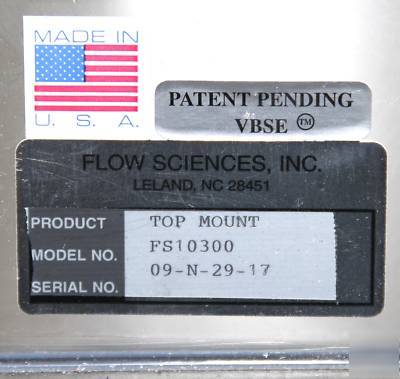 MADE IN
U. S. A.
PATENT PENDING
VBSE ™
FLOW SCIENCES, INC.
LELAND, NC 28451
PRODUCT TOP MOUNT
MODEL NO. FS10300
SERIAL NO. 09-N-29-17